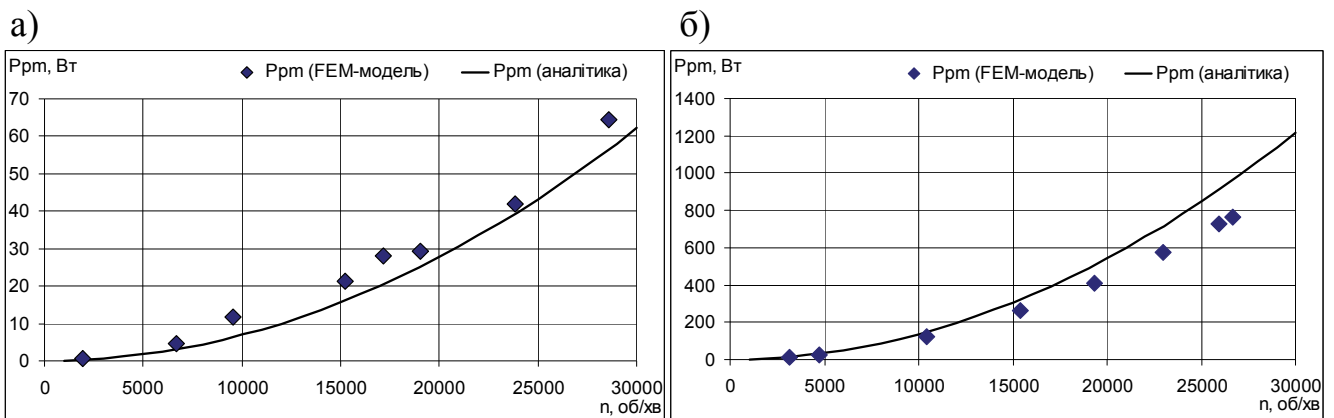 а)
Ppm, Вт
Ppm (FEM-модель)
Ppm (аналітика)
70
60
50
40
30
20
10
0
0 5000 10000 15000 20000 25000 30000
n, об/хв
б)
Ppm, Вт
Ppm (FEM-модель)
Ppm (аналітика)
1400
1200
1000
800
600
400
200
0
0 5000 10000 15000 20000 25000 30000
n, об/хв